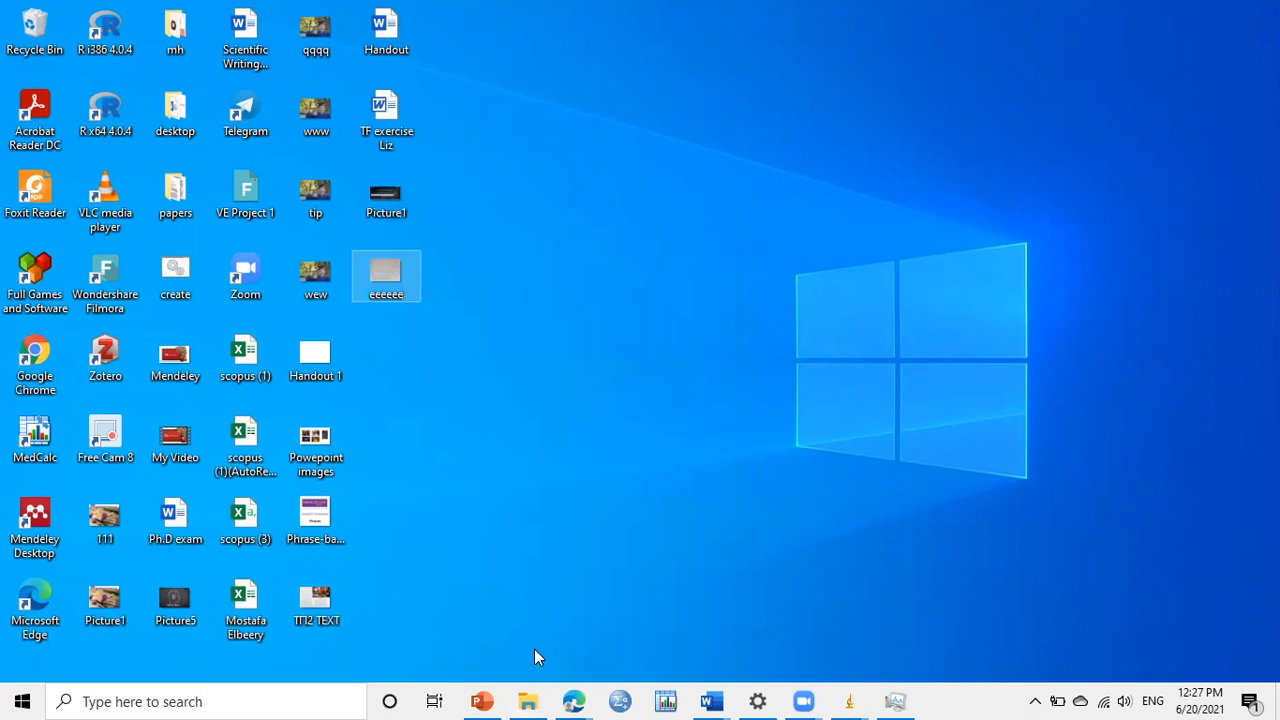 Recycle Bin
R i386 4.0.4
mh
Scientific
Writing...
qqqq
Handout
Acrobat
Reader DC
R x64 4.0.4
desktop
Telegram
www
TF exercise
Liz
Foxit Reader
VLC media
player
papers
VE Project 1
tip
Picture1
Full Games
and Software
Wondershare
Filmora
create
Zoom
wew
eeeeee
Google
Chrome
Zotero
Mendeley
scopus (1)
Handout 1
MedCalc
Free Cam 8
My Video
scopus
(1)(AutoRe...
Powepoint
images
Mendeley
Desktop
111
Ph.D exam
scopus (3)
Phrase-ba...
Microsoft
Edge
Picture1
Picture5
Mostafa
Elbeery
ТП2 TEXT
Type here to search
ENG
12:27 PM
6/20/2021
1